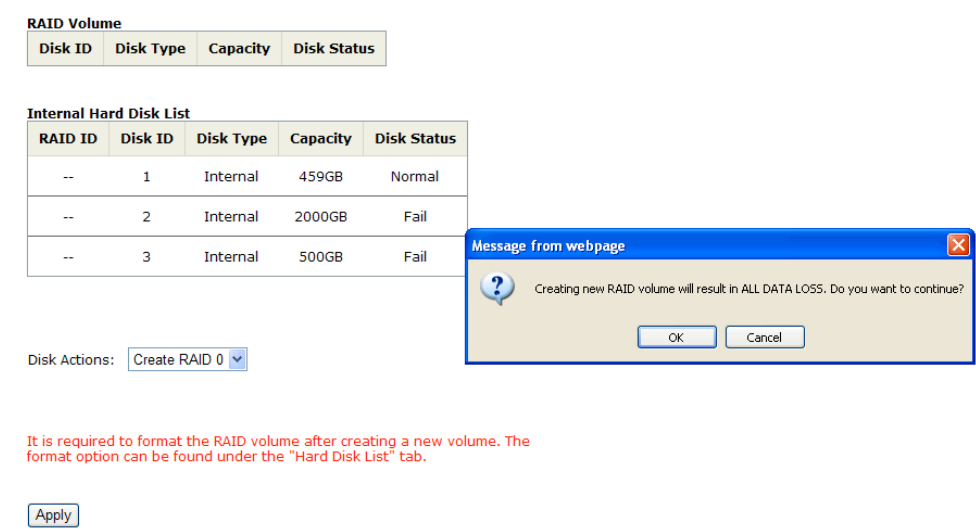 RAID Volume
Disk ID Disk Type Capacity Disk Status
Internal Hard Disk List
RAID ID Disk ID Disk Type Capacity Disk Status
-- 1 Internal 459GB Normal
-- 2 Internal 2000GB Fail
-- 3 Internal 500GB Fail
Message from webpage
Creating new RAID volume will result in ALL DATA LOSS. Do you want to continue?
OK Cancel
Disk Actions: Create RAID 0
It is required to format the RAID volume after creating a new volume. The
format option can be found under the "Hard Disk List" tab.
Apply